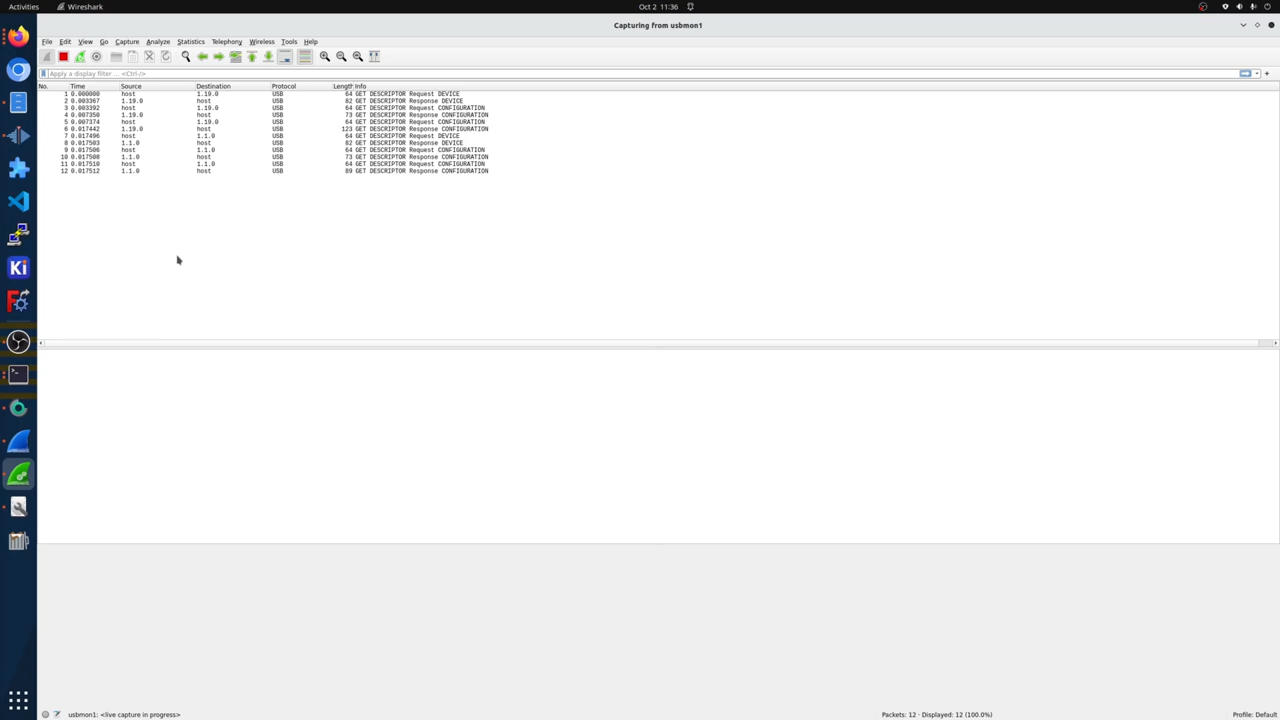 Activities Wireshark Oct 2 11:36
Capturing from usbmon1
File Edit View Go Capture Analyze Statistics Telephony Wireless Tools Help
Apply a display filter ... <Ctrl-/>
No. Time Source Destination Protocol Length Info
1 0.000000 host 1.19.0 USB 64 GET DESCRIPTOR Request DEVICE
2 0.003367 1.19.0 host USB 82 GET DESCRIPTOR Response DEVICE
3 0.003392 host 1.19.0 USB 64 GET DESCRIPTOR Request CONFIGURATION
4 0.007350 1.19.0 host USB 73 GET DESCRIPTOR Response CONFIGURATION
5 0.007374 host 1.19.0 USB 64 GET DESCRIPTOR Request CONFIGURATION
6 0.017442 1.19.0 host USB 123 GET DESCRIPTOR Response CONFIGURATION
7 0.017496 host 1.1.0 USB 64 GET DESCRIPTOR Request DEVICE
8 0.017503 1.1.0 host USB 82 GET DESCRIPTOR Response DEVICE
9 0.017506 host 1.1.0 USB 64 GET DESCRIPTOR Request CONFIGURATION
10 0.017508 1.1.0 host USB 73 GET DESCRIPTOR Response CONFIGURATION
11 0.017510 host 1.1.0 USB 64 GET DESCRIPTOR Request CONFIGURATION
12 0.017512 1.1.0 host USB 89 GET DESCRIPTOR Response CONFIGURATION
Ki
usbmon1: <live capture in progress> Packets: 12 · Displayed: 12 (100.0%) Profile: Default